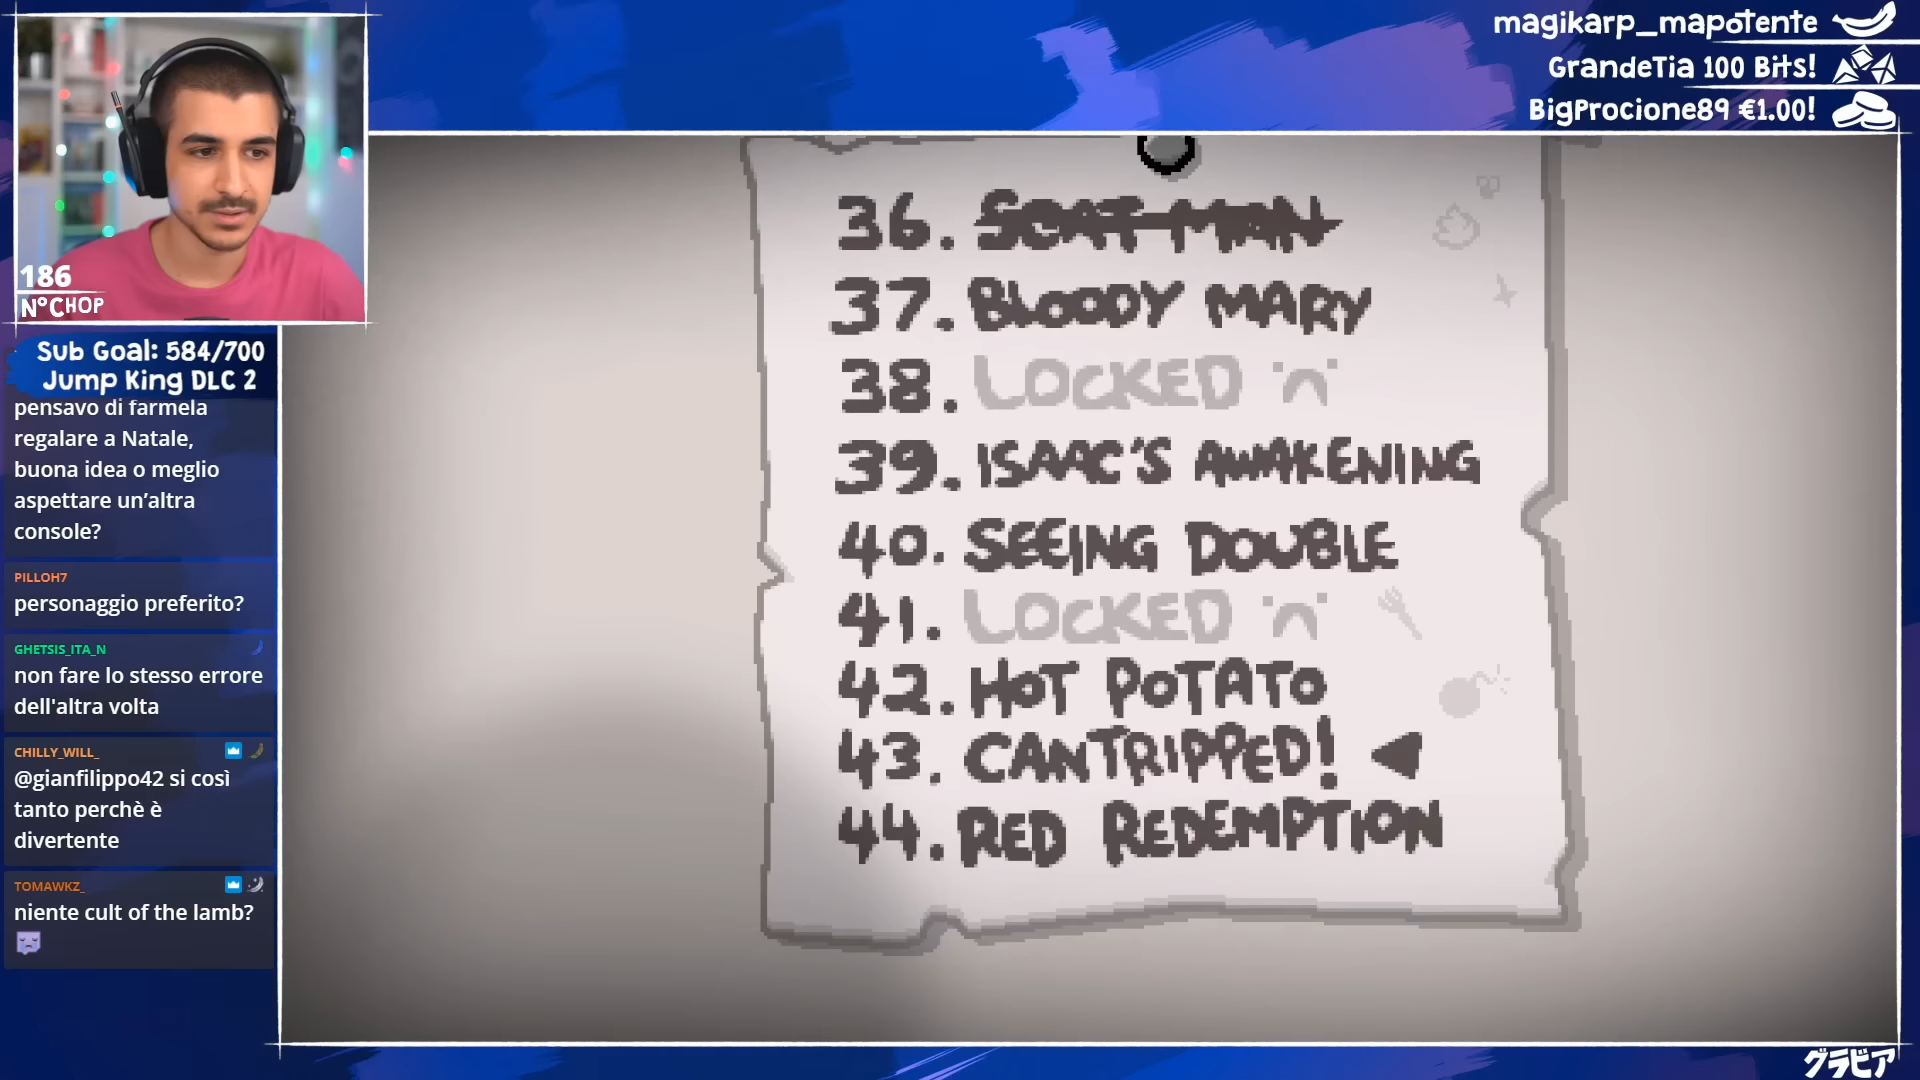 magikarp_mapotente
GrandeTia 100 Bits!
BigProcione89 €1.00!
186
N°CHOP
Sub Goal: 584/700
Jump King DLC 2
pensavo di farmela
regalare a Natale,
buona idea o meglio
aspettare un’altra
console?
PILLOH7
personaggio preferito?
GHETSIS_ITA_N
non fare lo stesso errore
dell'altra volta
CHILLY_WILL_
@gianfilippo42 si così
tanto perchè è
divertente
TOMAWKZ_
niente cult of the lamb?
36. SCAT MAN
37. BLOODY MARY
38. LOCKED
39. ISAAC'S AWAKENING
40. SEEING DOUBLE
41. LOCKED
42. HOT POTATO
43. CANTRIPPED!
44. RED REDEMPTION
グラビア